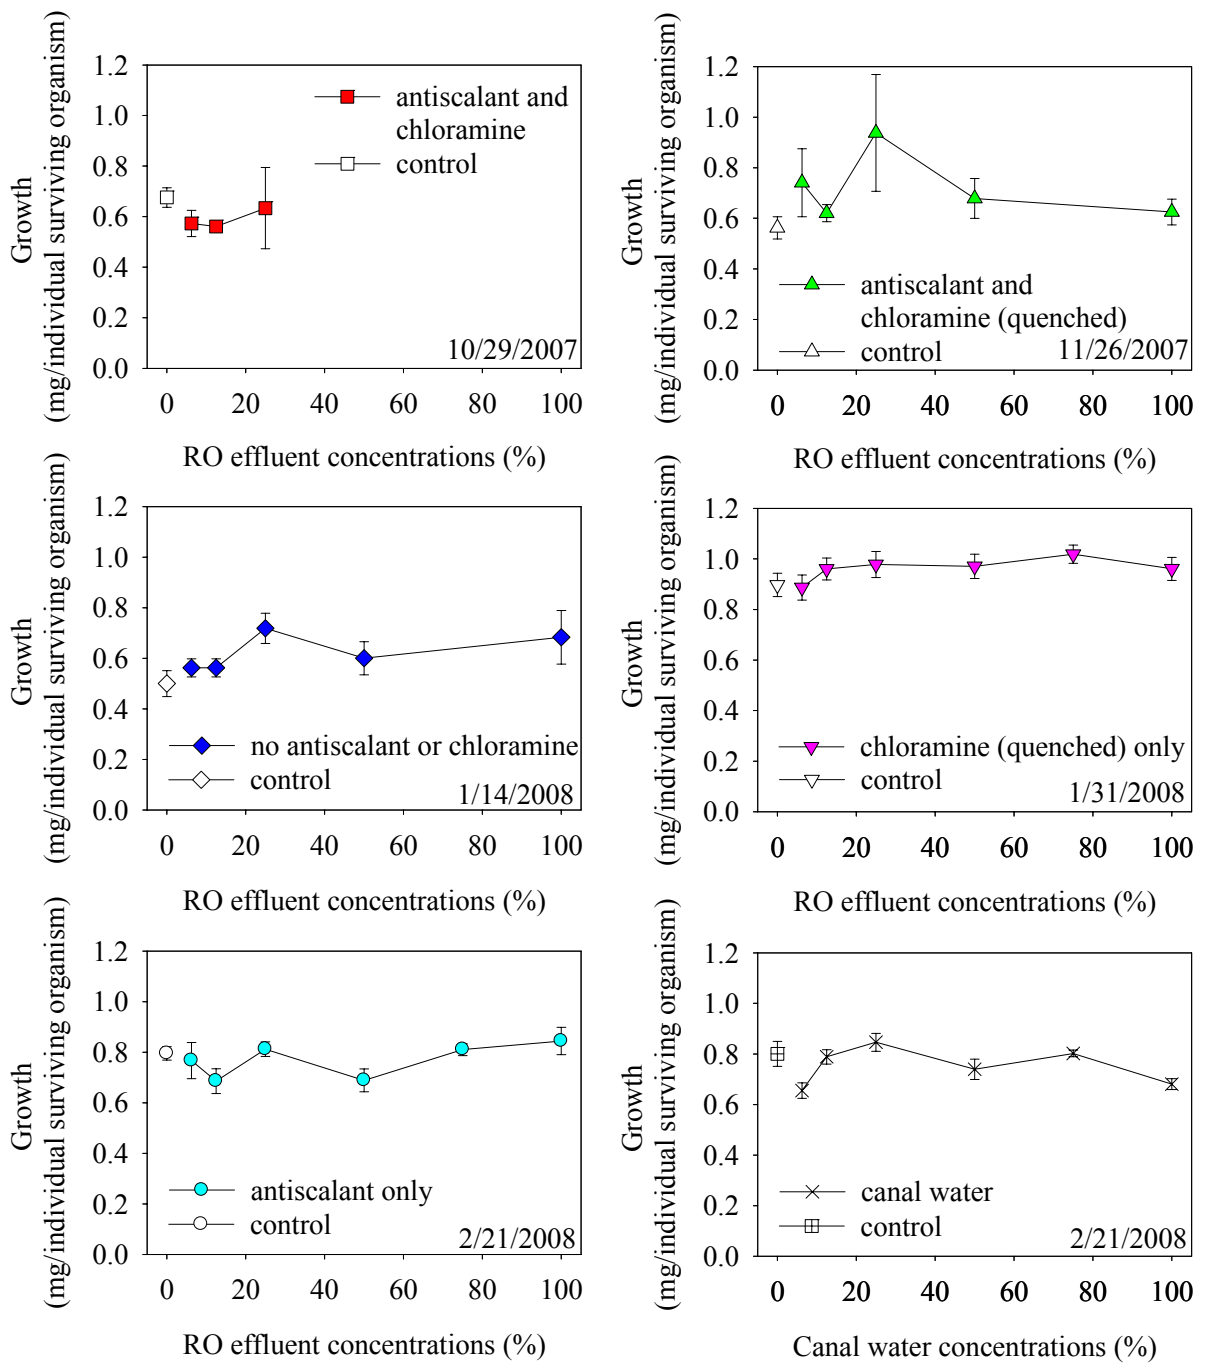 Growth
(mg/individual surviving organism)
1.2
1.0
0.8
0.6
0.4
0.2
0.0
antiscalant and
chloramine
control
10/29/2007
0 20 40 60 80 100
RO effluent concentrations (%)
Growth
(mg/individual surviving organism)
1.2
1.0
0.8
0.6
0.4
0.2
0.0
antiscalant and
chloramine (quenched)
control
11/26/2007
0 20 40 60 80 100
RO effluent concentrations (%)
Growth
(mg/individual surviving organism)
1.2
1.0
0.8
0.6
0.4
0.2
0.0
no antiscalant or chloramine
control
1/14/2008
0 20 40 60 80 100
RO effluent concentrations (%)
Growth
(mg/individual surviving organism)
1.2
1.0
0.8
0.6
0.4
0.2
0.0
chloramine (quenched) only
control
1/31/2008
0 20 40 60 80 100
RO effluent concentrations (%)
Growth
(mg/individual surviving organism)
1.2
1.0
0.8
0.6
0.4
0.2
0.0
antiscalant only
control
2/21/2008
0 20 40 60 80 100
RO effluent concentrations (%)
Growth
(mg/individual surviving organism)
1.2
1.0
0.8
0.6
0.4
0.2
0.0
canal water
control
2/21/2008
0 20 40 60 80 100
Canal water concentrations (%)